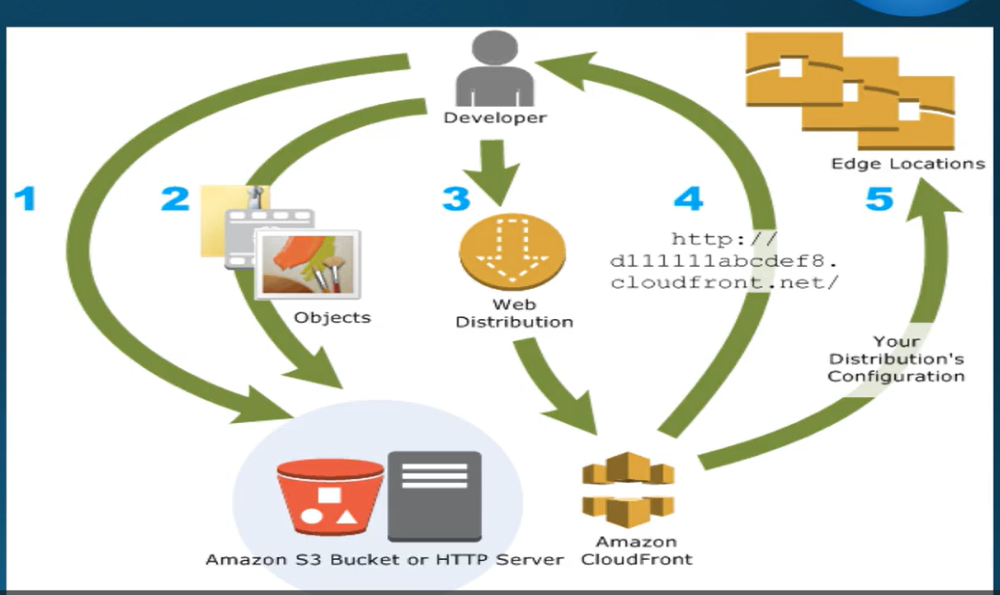 Developer
Edge Locations
1
2
3
4
5
http://
d111111abcdef8.
cloudfront.net/
Objects
Web
Distribution
Your
Distribution's
Configuration
Amazon S3 Bucket or HTTP Server
Amazon
CloudFront